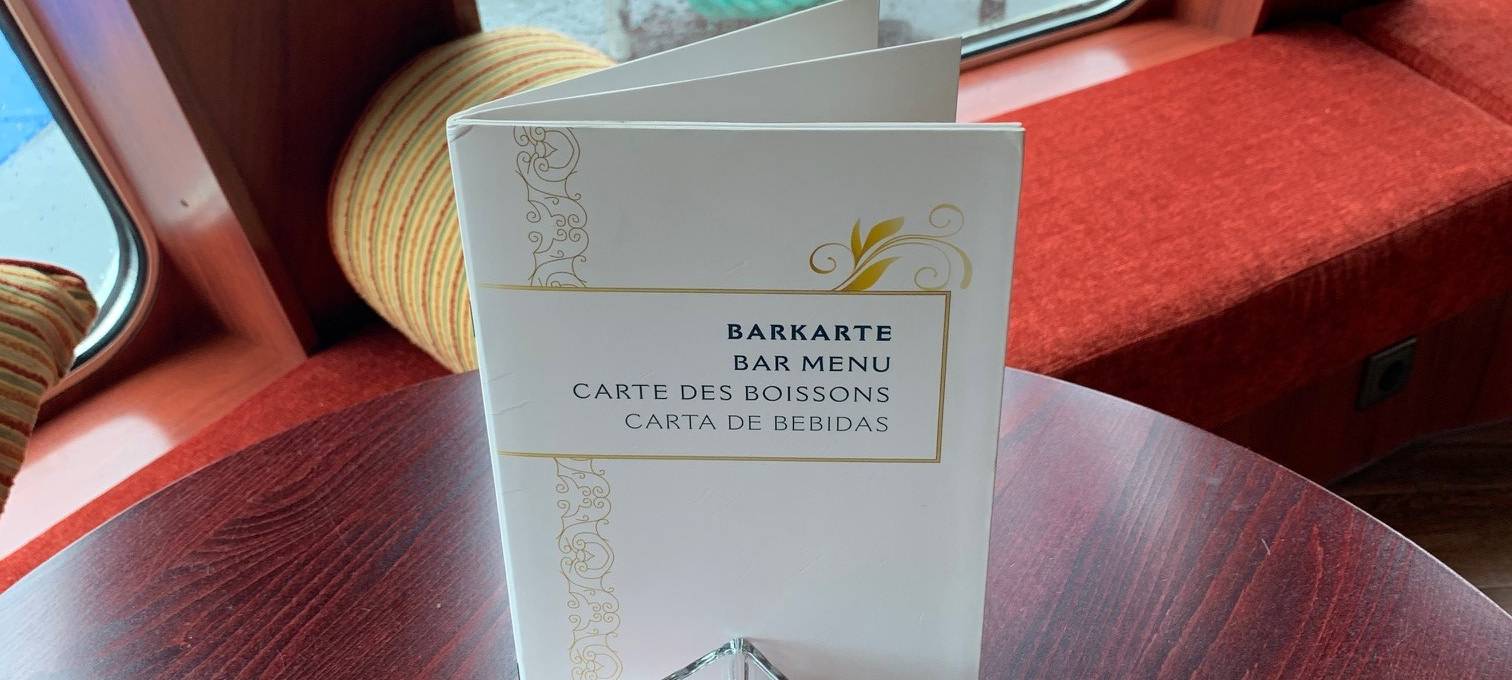 BARKARTE
BAR MENU
CARTE DES BOISSONS
CARTA DE BEBIDAS